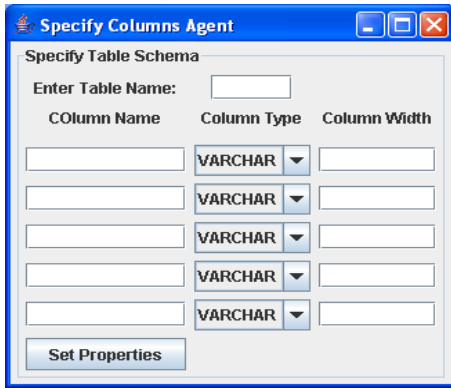 Specify Columns Agent
Specify Table Schema
Enter Table Name:
COlumn Name Column Type Column Width
VARCHAR
VARCHAR
VARCHAR
VARCHAR
VARCHAR
Set Properties